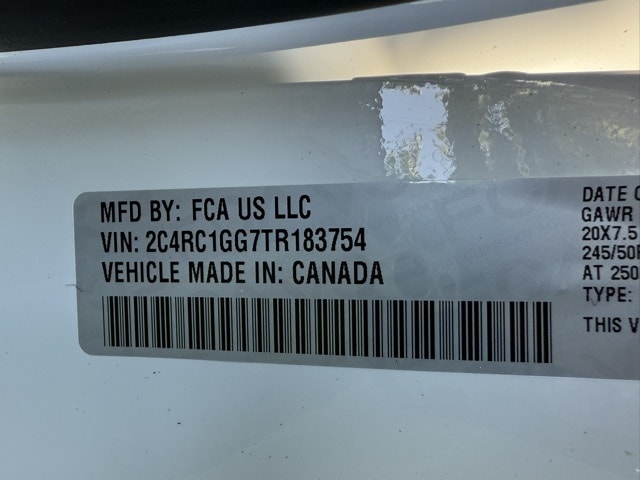 MFD BY: FCA US LLC
VIN: 2C4RC1GG7TR183754
VEHICLE MADE IN: CANADA
DATE O
GAWR
20X7.5
245/50
AT 250
TYPE:
THIS V